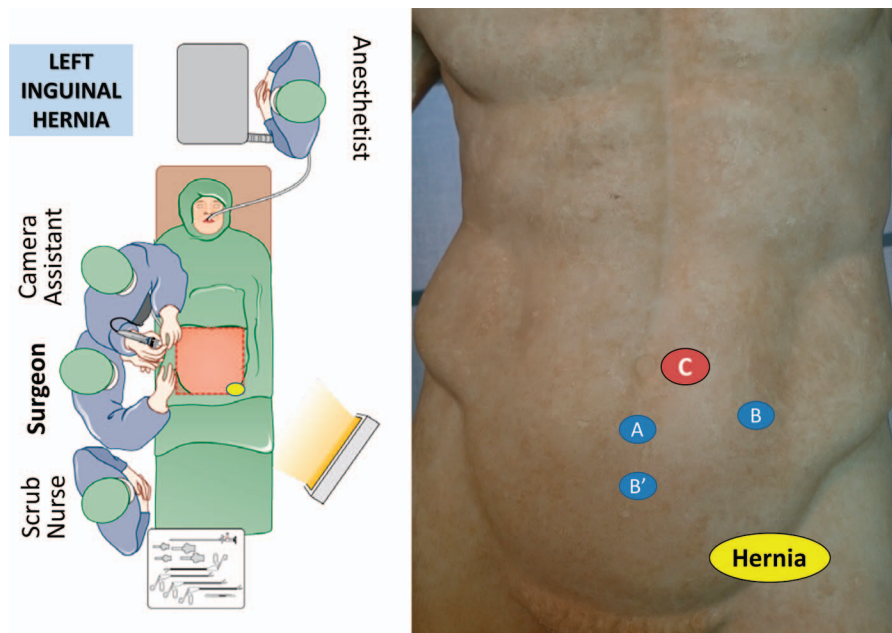 LEFT
INGUINAL
HERNIA
Anesthetist
Camera
Assistant
Surgeon
Scrub
Nurse
C
A
B
B’
Hernia